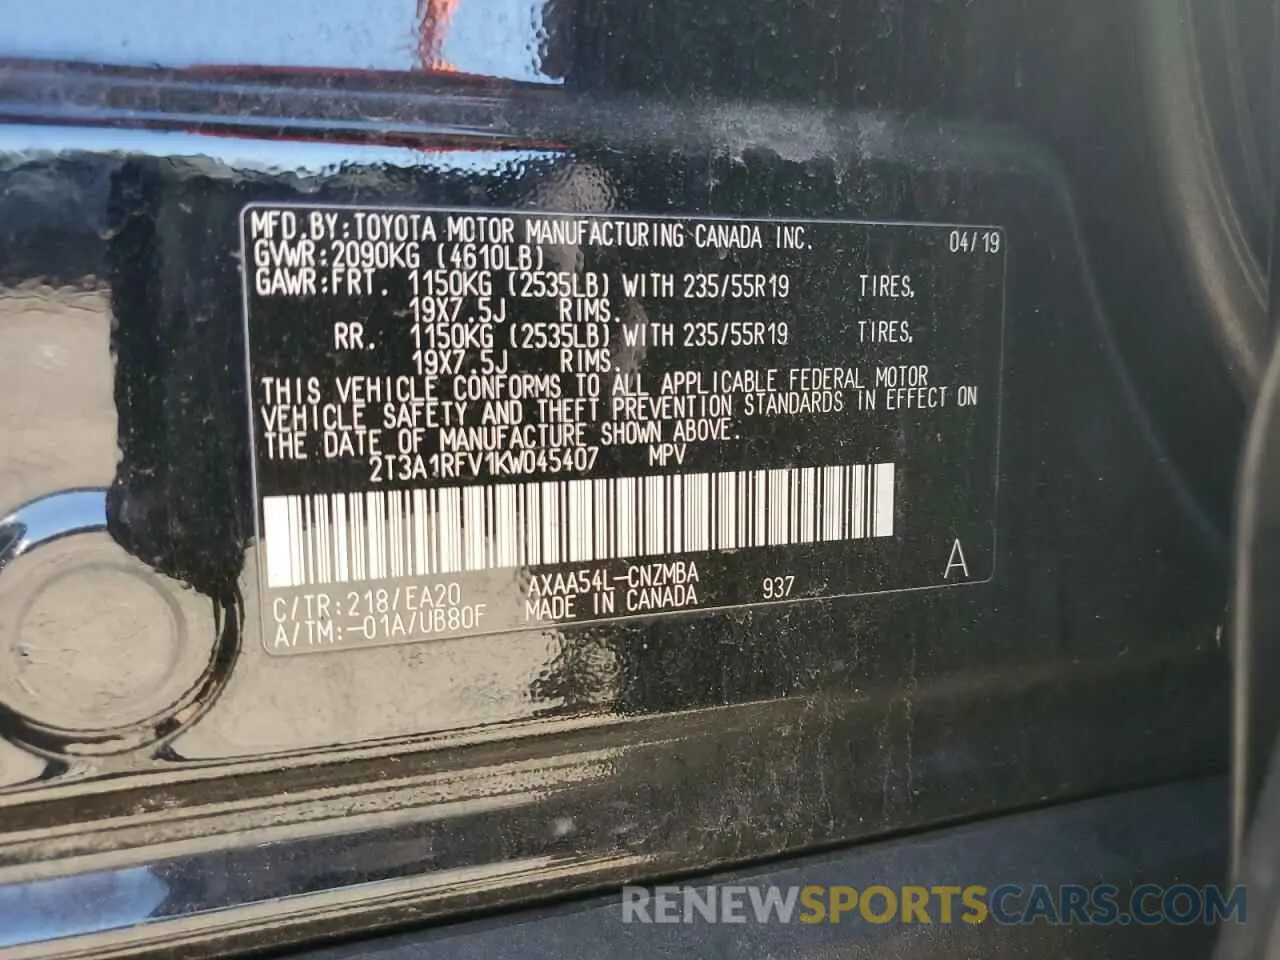 MFD.BY:TOYOTA MOTOR MANUFACTURING CANADA INC. 04/19
GVWR:2090KG (4610LB)
GAWR:FRT. 1150KG (2535LB) WITH 235/55R19 TIRES,
19X7.5J RIMS.
RR. 1150KG (2535LB) WITH 235/55R19 TIRES,
19X7.5J RIMS.
THIS VEHICLE CONFORMS TO ALL APPLICABLE FEDERAL MOTOR
VEHICLE SAFETY AND THEFT PREVENTION STANDARDS IN EFFECT ON
THE DATE OF MANUFACTURE SHOWN ABOVE.
2T3A1RFV1KW045407 MPV
C/TR:218/EA20 AXAA54L-CNZMBA 937 A
A/TM:-01A/UB80F MADE IN CANADA
RENEWSPORTSCARS.COM